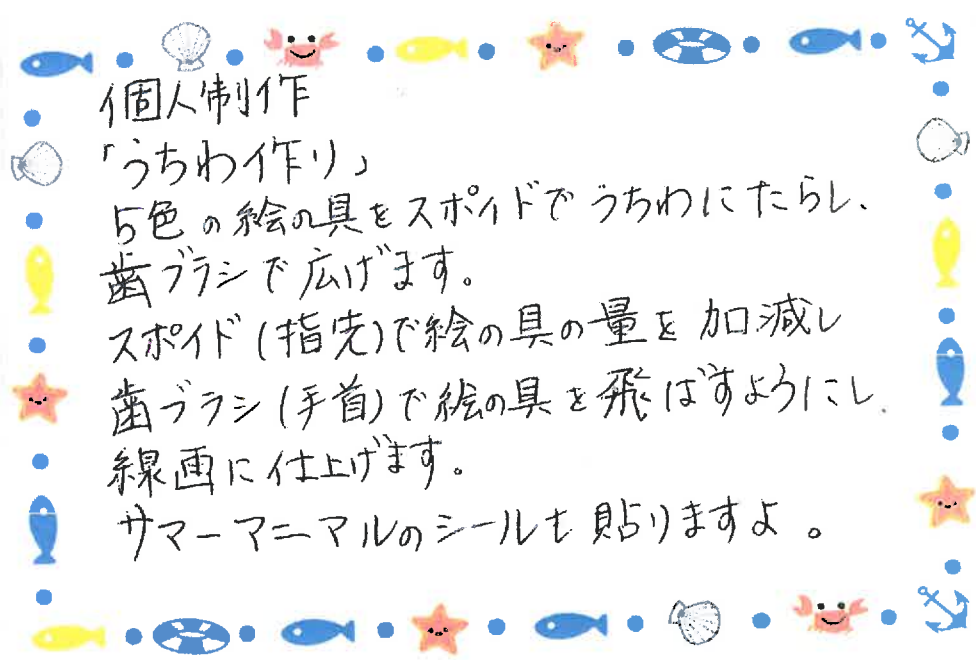 個人制作
「うちわ作り」
5色の絵の具をスポイドでうちわにたらし、
歯ブラシで広げます。
スポイド(指先)で絵の具の量を加減し
歯ブラシ(手首)で絵の具を飛ばすようにし、
線画に仕上げます。
サマーマニマルのシールも貼りますよ。